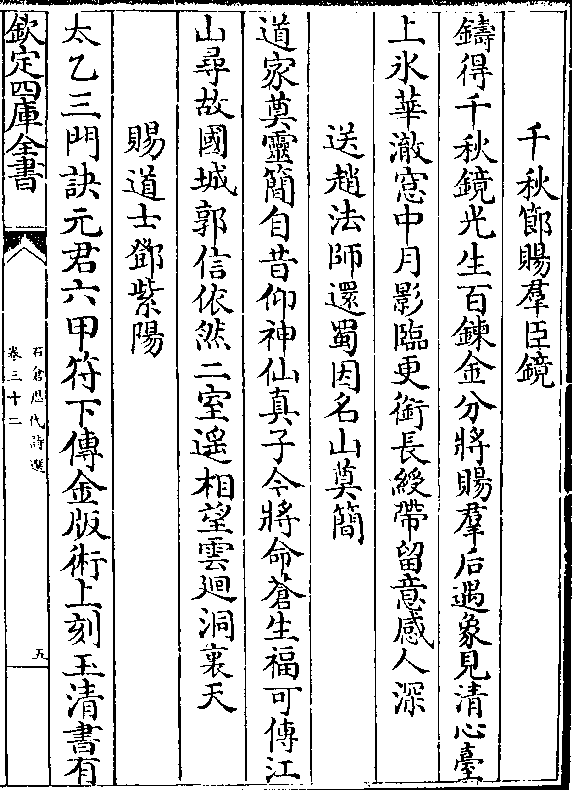 千秋節賜羣臣鏡
鑄得千秋鏡光生百鍊金分將賜羣后遇象見清心臺
上氷華澈窓中月影臨更銜長綬帶留意感人深
送趙法師還蜀因名山奠簡
道家奠靈簡自昔仰神仙真子今將命蒼生福可傳江
山尋故國城郭信依然二室遥相望雲廻洞裏天
賜道士鄧紫陽
太乙三門訣元君六甲符下傳金版術上刻玉清書有
欽定四庫全書
石倉歴代詩選
卷三十二
五